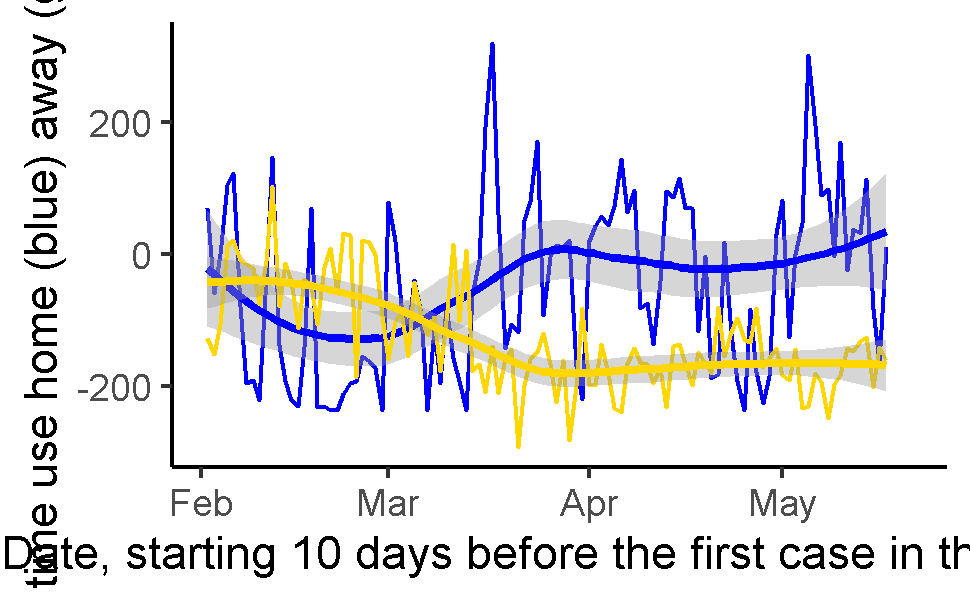 time use home (blue) away (
200
0
-200
Feb Mar Apr May
Date, starting 10 days before the first case in th